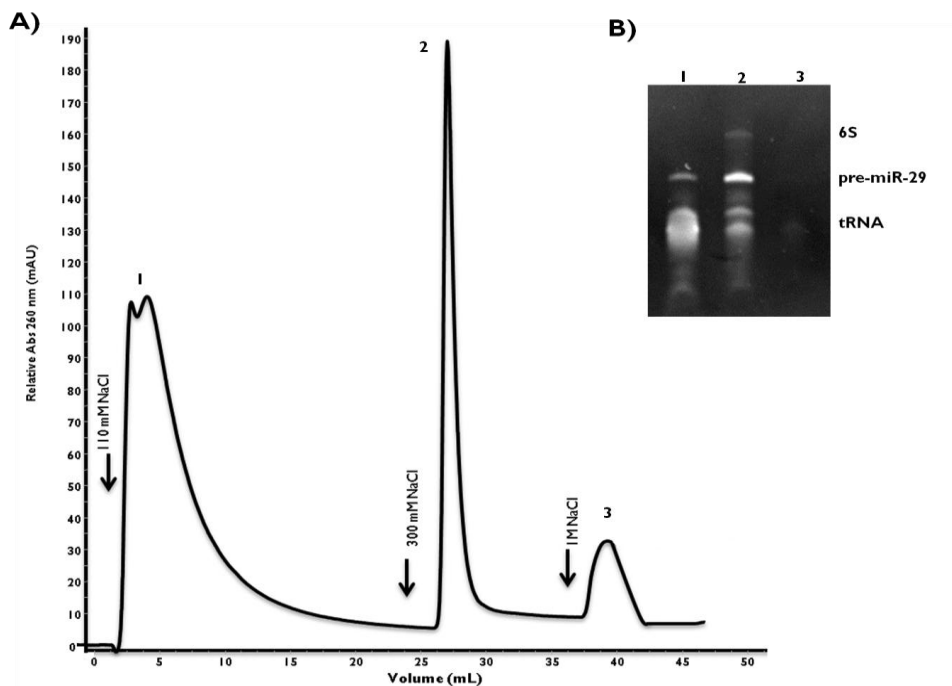 A)
190
180
170
160
150
140
130
120
110
100
90
80
70
60
50
40
30
20
10
0
Relative Abs 260 nm (mAU)
110 mM NaCl
1
2
300 mM NaCl
1M NaCl
3
0 5 10 15 20 25 30 35 40 45 50
Volume (mL)
B)
1 2 3
6S
pre-miR-29
tRNA